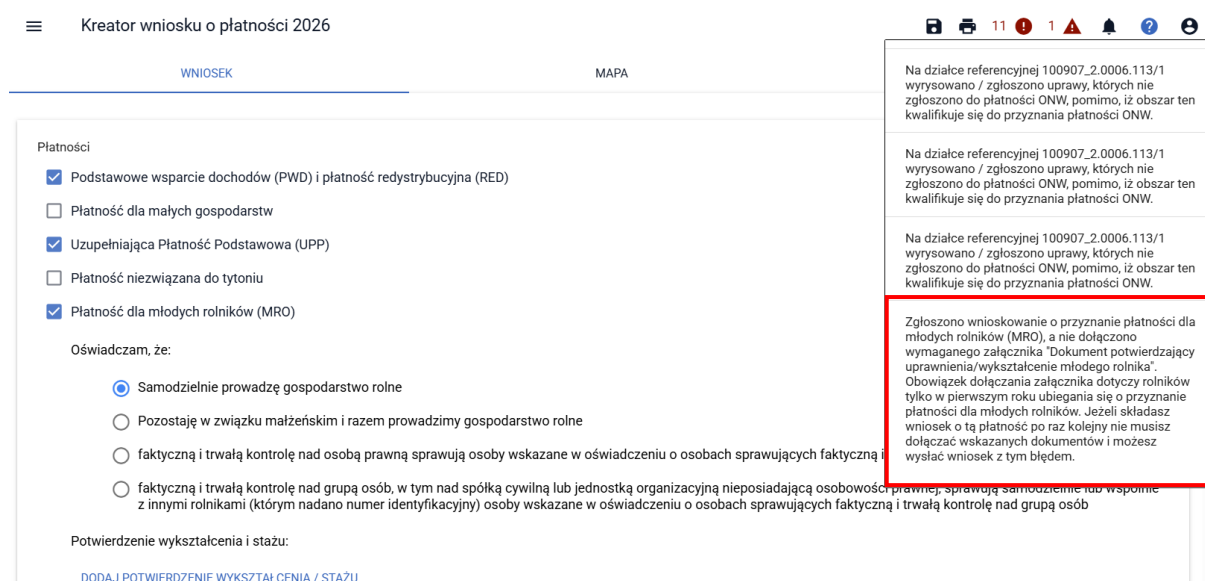 Kreator wniosku o płatności 2026
11
1
WNIOSEK
MAPA
Płatności
Podstawowe wsparcie dochodów (PWD) i płatność redystrybucyjna (RED)
Płatność dla małych gospodarstw
Uzupełniająca Płatność Podstawowa (UPP)
Płatność niezwiązana do tytoniu
Płatność dla młodych rolników (MRO)
Oświadczam, że:
Samodzielnie prowadzę gospodarstwo rolne
Pozostaję w związku małżeńskim i razem prowadzimy gospodarstwo rolne
faktyczną i trwałą kontrolę nad osobą prawną sprawują osoby wskazane w oświadczeniu o osobach sprawujących faktyczną i
faktyczną i trwałą kontrolę nad grupą osób, w tym nad spółką cywilną lub jednostką organizacyjną nieposiadającą osobowości prawnej, sprawują samodzielnie lub wspólnie
z innymi rolnikami (którym nadano numer identyfikacyjny) osoby wskazane w oświadczeniu o osobach sprawujących faktyczną i trwałą kontrolę nad grupą osób
Potwierdzenie wykształcenia i stażu:
DODAJ POTWIERDZENIE WYKSZTAŁCENIA / STAŻU
Na działce referencyjnej 100907_2.0006.113/1
wyrysowano / zgłoszono uprawy, których nie
zgłoszono do płatności ONW, pomimo, iż obszar ten
kwalifikuje się do przyznania płatności ONW.
Na działce referencyjnej 100907_2.0006.113/1
wyrysowano / zgłoszono uprawy, których nie
zgłoszono do płatności ONW, pomimo, iż obszar ten
kwalifikuje się do przyznania płatności ONW.
Na działce referencyjnej 100907_2.0006.113/1
wyrysowano / zgłoszono uprawy, których nie
zgłoszono do płatności ONW, pomimo, iż obszar ten
kwalifikuje się do przyznania płatności ONW.
Zgłoszono wnioskowanie o przyznanie płatności dla
młodych rolników (MRO), a nie dołączono
wymaganego załącznika "Dokument potwierdzający
uprawnienia/wykształcenie młodego rolnika".
Obowiązek dołączania załącznika dotyczy rolników
tylko w pierwszym roku ubiegania się o przyznanie
płatności dla młodych rolników. Jeżeli składasz
wniosek o tą płatność po raz kolejny nie musisz
dołączać wskazanych dokumentów i możesz
wysłać wniosek z tym błędem.